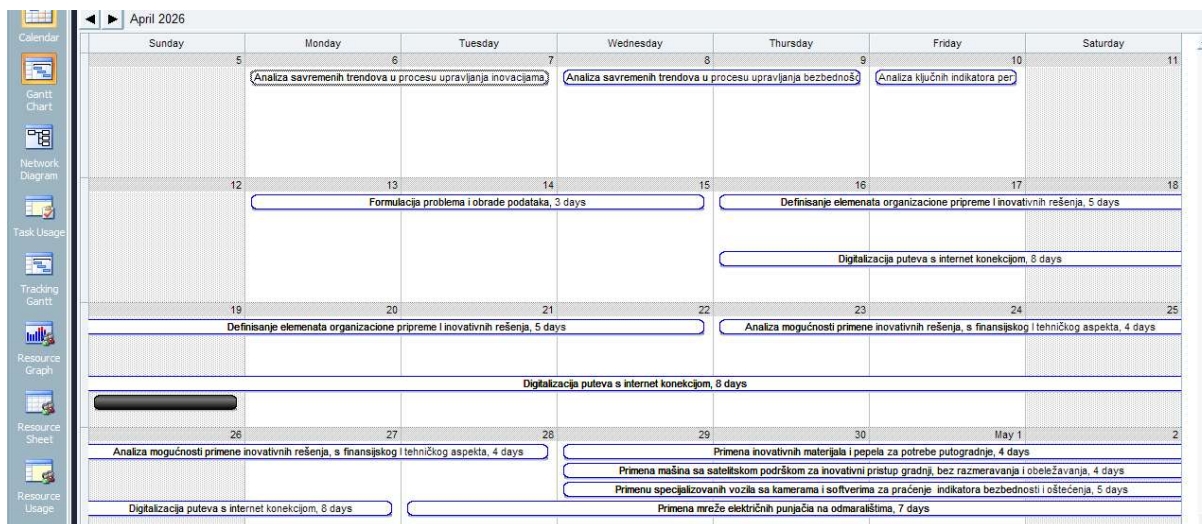 April 2026
Calendar
Gantt
Chart
Network
Diagram
Task Usage
Tracking
Gantt
Resource
Graph
Resource
Sheet
Resource
Usage
Sunday Monday Tuesday Wednesday Thursday Friday Saturday
5 6 7 8 9 10 11
Analiza savremenih trendova u procesu upravljanja inovacijama, Analiza savremenih trendova u procesu upravljanja bezbednošć Analiza ključnih indikatora per
12 13 14 15 16 17 18
Formulacija problema i obrade podataka, 3 days Definisanje elemenata organizacione pripreme I inovativnih rešenja, 5 days
Digitalizacija puteva s internet konekcijom, 8 days
19 20 21 22 23 24 25
Definisanje elemenata organizacione pripreme I inovativnih rešenja, 5 days Analiza mogućnosti primene inovativnih rešenja, s finansijskog I tehničkog aspekta, 4 days
Digitalizacija puteva s internet konekcijom, 8 days
26 27 28 29 30 May 1 2
Analiza mogućnosti primene inovativnih rešenja, s finansijskog I tehničkog aspekta, 4 days Primena inovativnih materijala i pepela za potrebe putogradnje, 4 days
Primena mašina sa satelitskom podrškom za inovativni pristup gradnji, bez razmeravanja i obeležavanja, 4 days
Primenu specijalizovanih vozila sa kamerama i softverima za praćenje indikatora bezbednosti i oštećenja, 5 days
Digitalizacija puteva s internet konekcijom, 8 days Primena mreže električnih punjača na odmaralištima, 7 days